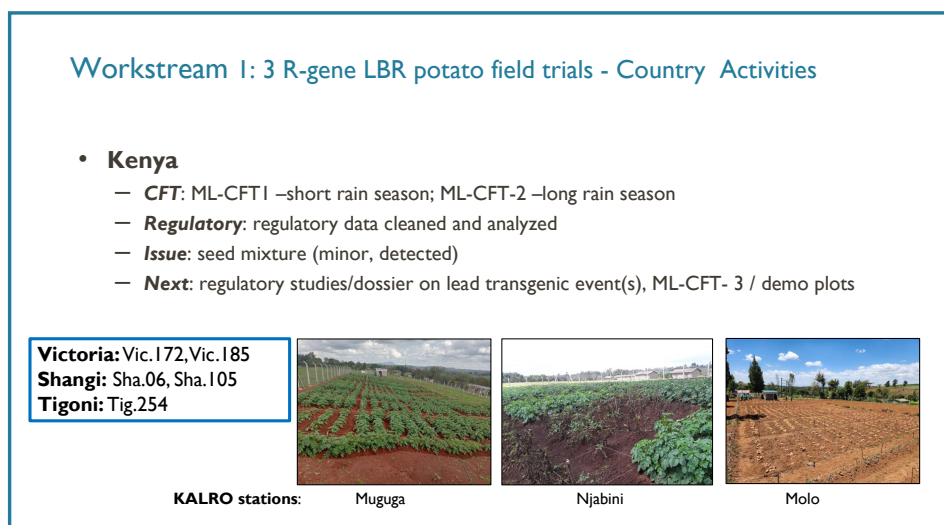 Workstream 1: 3 R-gene LBR potato field trials - Country Activities
• Kenya
– CFT: ML-CFT1 –short rain season; ML-CFT-2 –long rain season
– Regulatory: regulatory data cleaned and analyzed
– Issue: seed mixture (minor, detected)
– Next: regulatory studies/dossier on lead transgenic event(s), ML-CFT- 3 / demo plots
Victoria: Vic.172, Vic.185
Shangi: Sha.06, Sha.105
Tigoni: Tig.254
KALRO stations: Muguga Njabini Molo